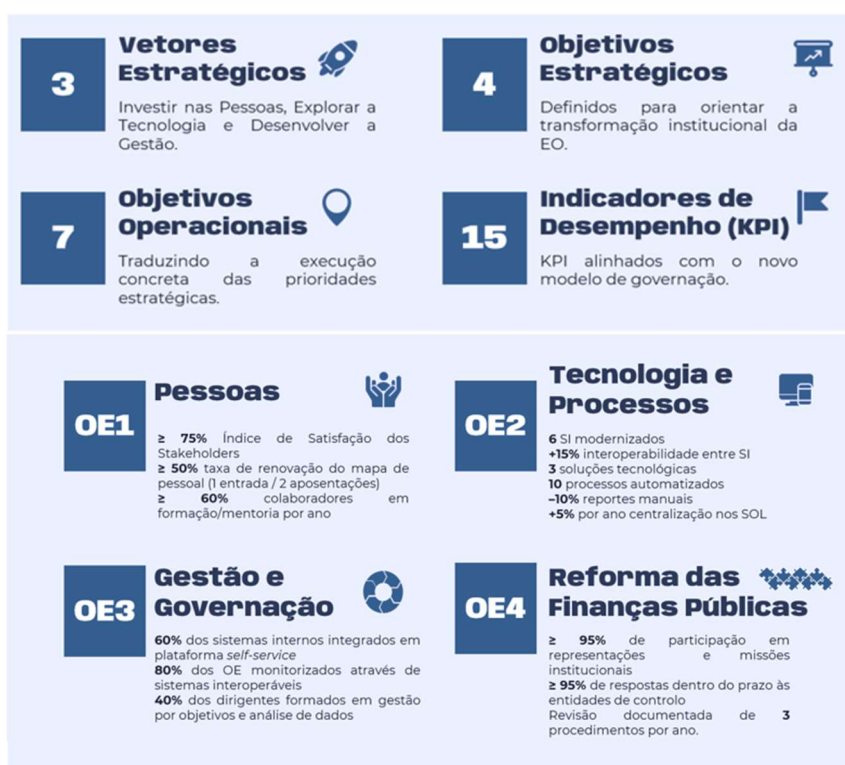 3
Vetores
Estratégicos
Investir nas Pessoas, Explorar a
Tecnologia e Desenvolver a
Gestão.
4
Objetivos
Estratégicos
Definidos para orientar a
transformação institucional da
EO.
7
Objetivos
Operacionais
Traduzindo a execução
concreta das prioridades
estratégicas.
15
Indicadores de
Desempenho (KPI)
KPI alinhados com o novo
modelo de governação.
OE1
Pessoas
≥ 75% Índice de Satisfação dos
Stakeholders
≥ 50% taxa de renovação do mapa de
pessoal (1 entrada / 2 aposentações)
≥ 60% colaboradores em
formação/mentoria por ano
OE2
Tecnologia e
Processos
6 SI modernizados
+15% interoperabilidade entre SI
3 soluções tecnológicas
10 processos automatizados
–10% reportes manuais
+5% por ano centralização nos SOL
OE3
Gestão e
Governação
60% dos sistemas internos integrados em
plataforma self-service
80% dos OE monitorizados através de
sistemas interoperáveis
40% dos dirigentes formados em gestão
por objetivos e análise de dados
OE4
Reforma das
Finanças Públicas
≥ 95% de participação em
representações e missões
institucionais
≥ 95% de respostas dentro do prazo às
entidades de controlo
Revisão documentada de 3
procedimentos por ano.